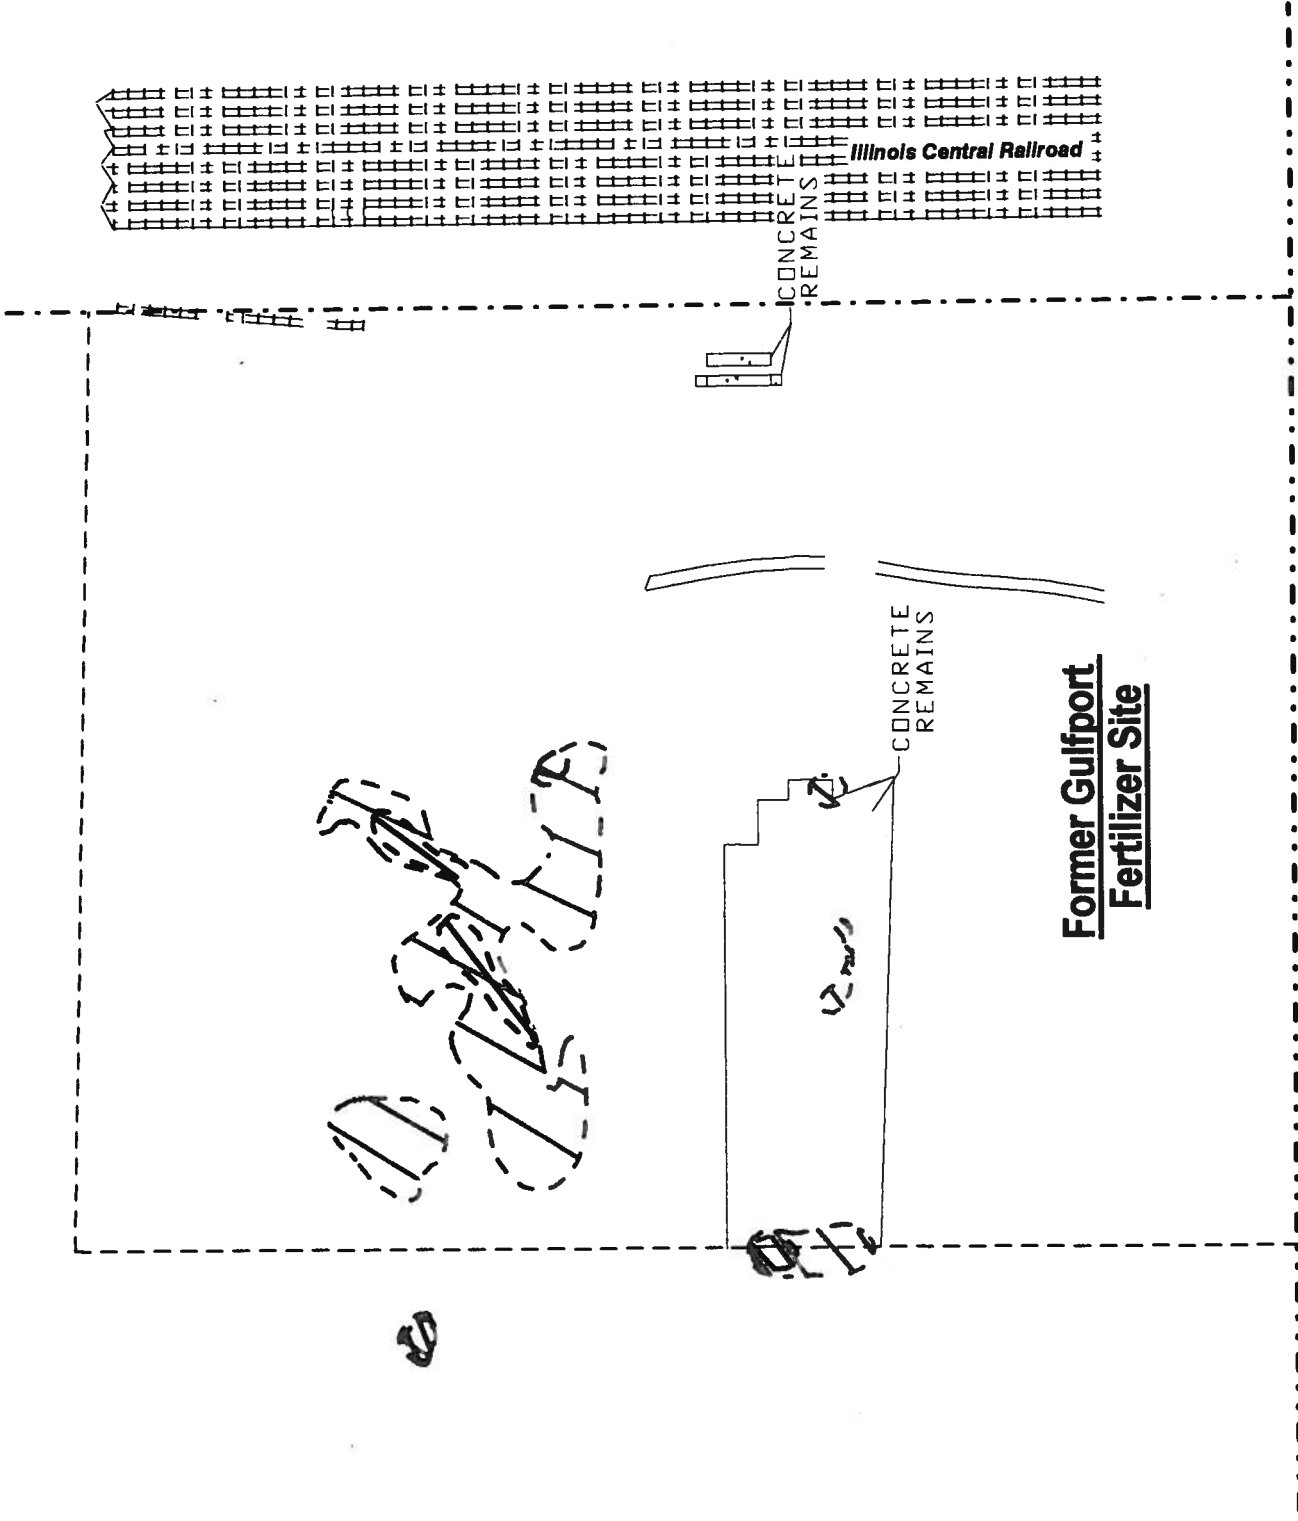 Illinois Central Railroad
CONCRETE
REMAINS
CONCRETE
REMAINS
Former Gulfport
Fertilizer Site